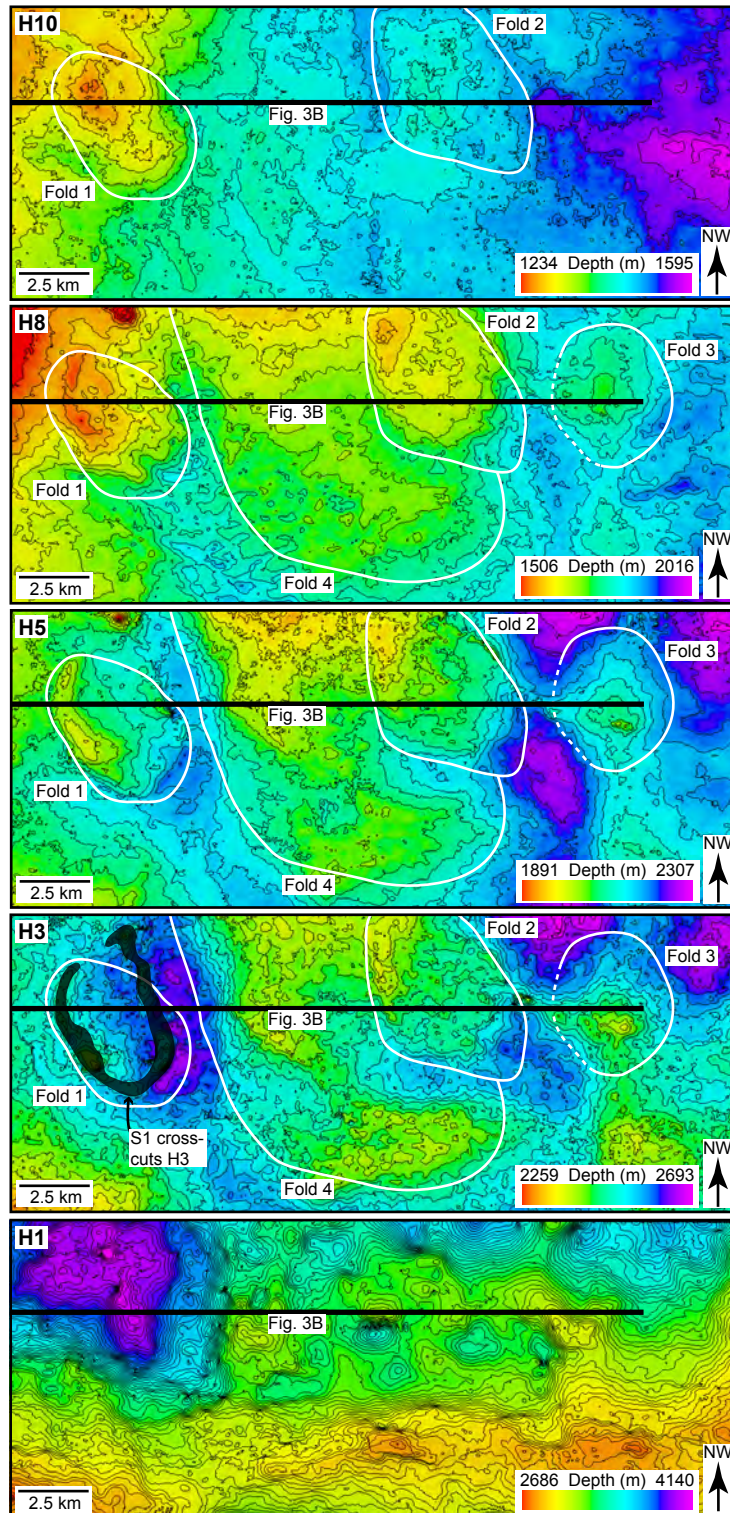 H10
Fold 2
Fig. 3B
Fold 1
NW
2.5 km
1234 Depth (m) 1595
H8
Fold 2
Fold 3
Fig. 3B
Fold 1
NW
2.5 km
Fold 4
1506 Depth (m) 2016
H5
Fold 2
Fold 3
Fig. 3B
Fold 1
NW
2.5 km
Fold 4
1891 Depth (m) 2307
H3
Fold 2
Fold 3
Fig. 3B
Fold 1
S1 cross-
cuts H3
NW
2.5 km
Fold 4
2259 Depth (m) 2693
H1
Fig. 3B
NW
2.5 km
2686 Depth (m) 4140